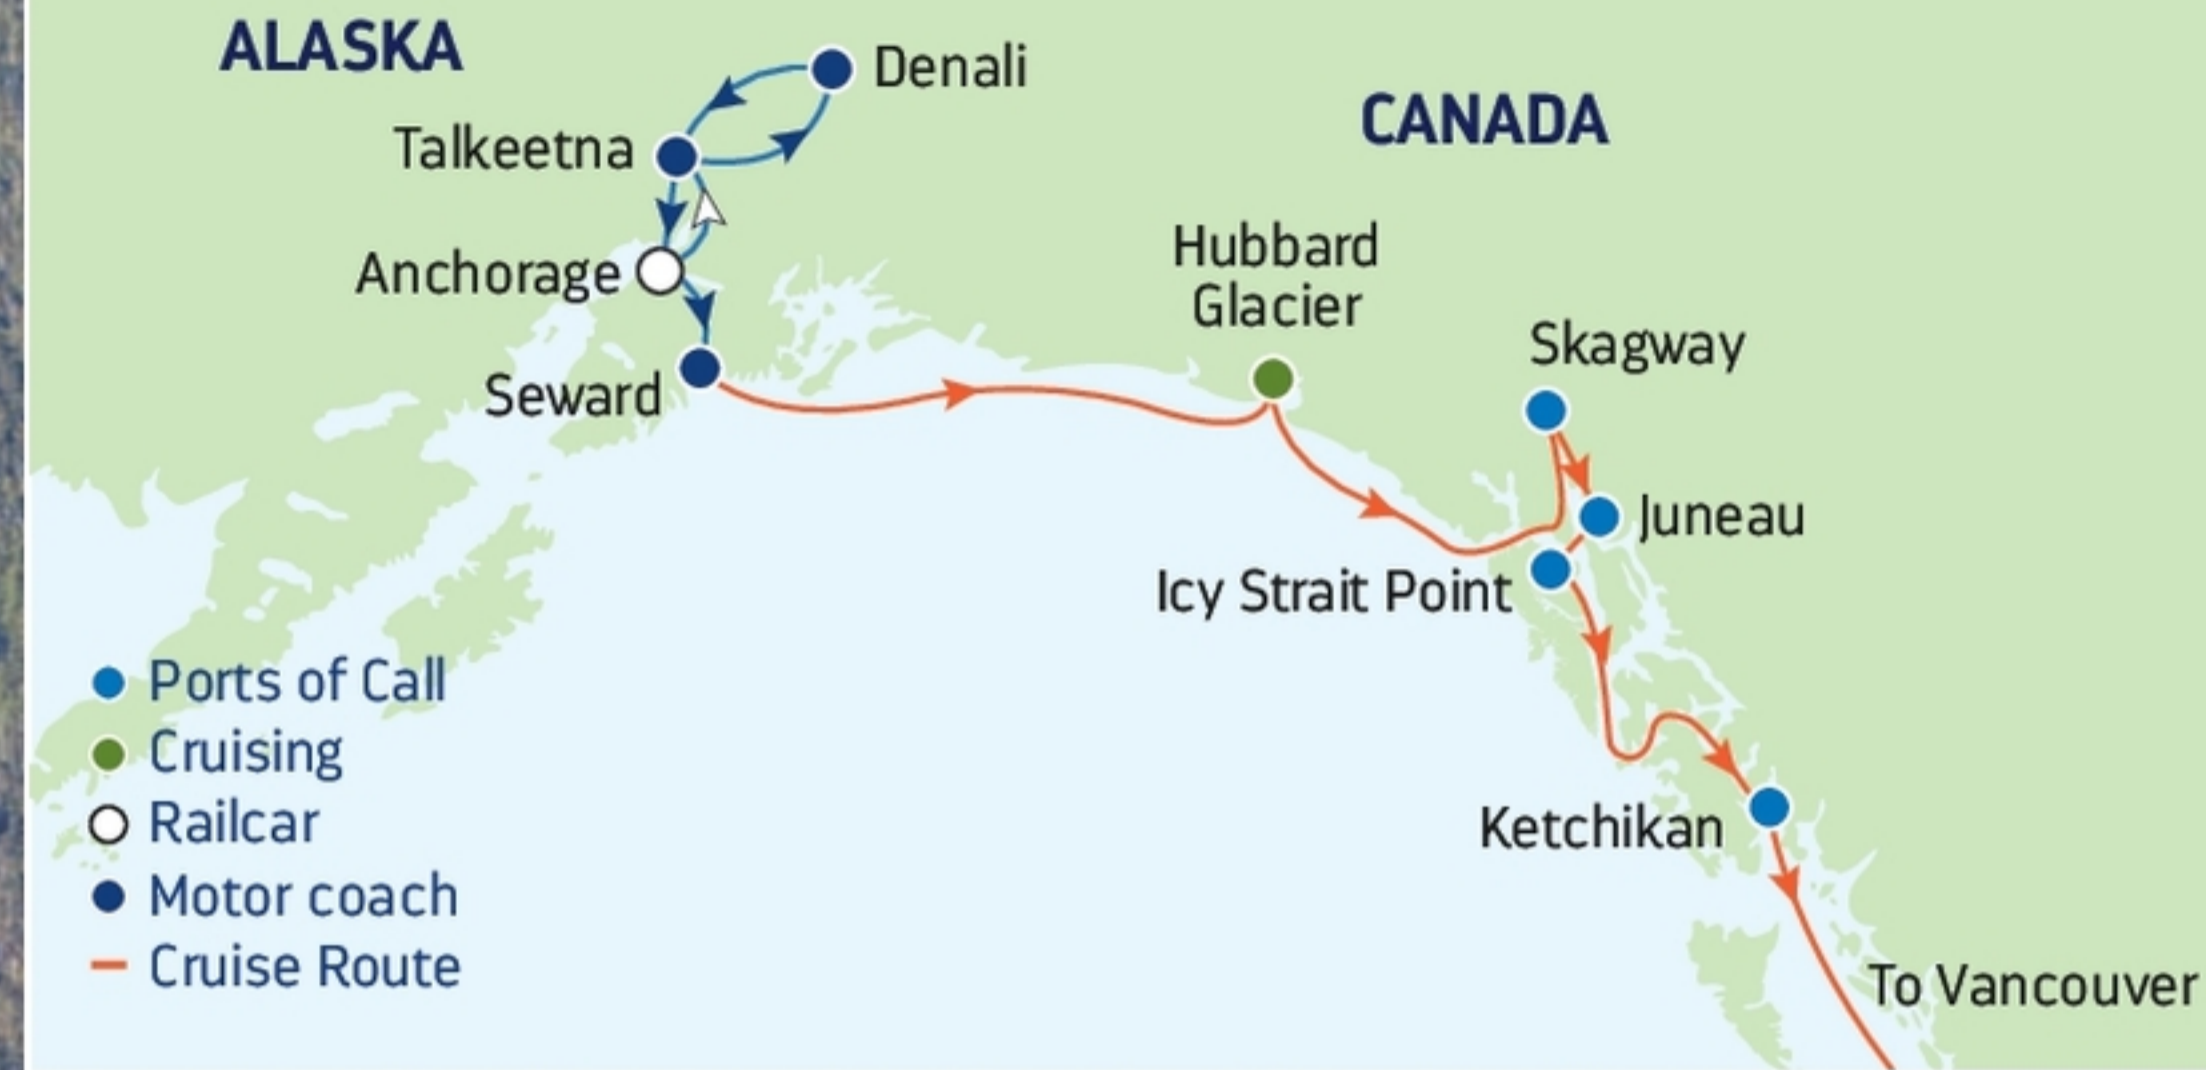 ALASKA
Denali
CANADA
Talkeetna
Hubbard
Glacier
Anchorage
Skagway
Seward
Juneau
Icy Strait Point
Ports of Call
Cruising
Railcar
Ketchikan
Motor coach
Cruise Route
To Vancouver